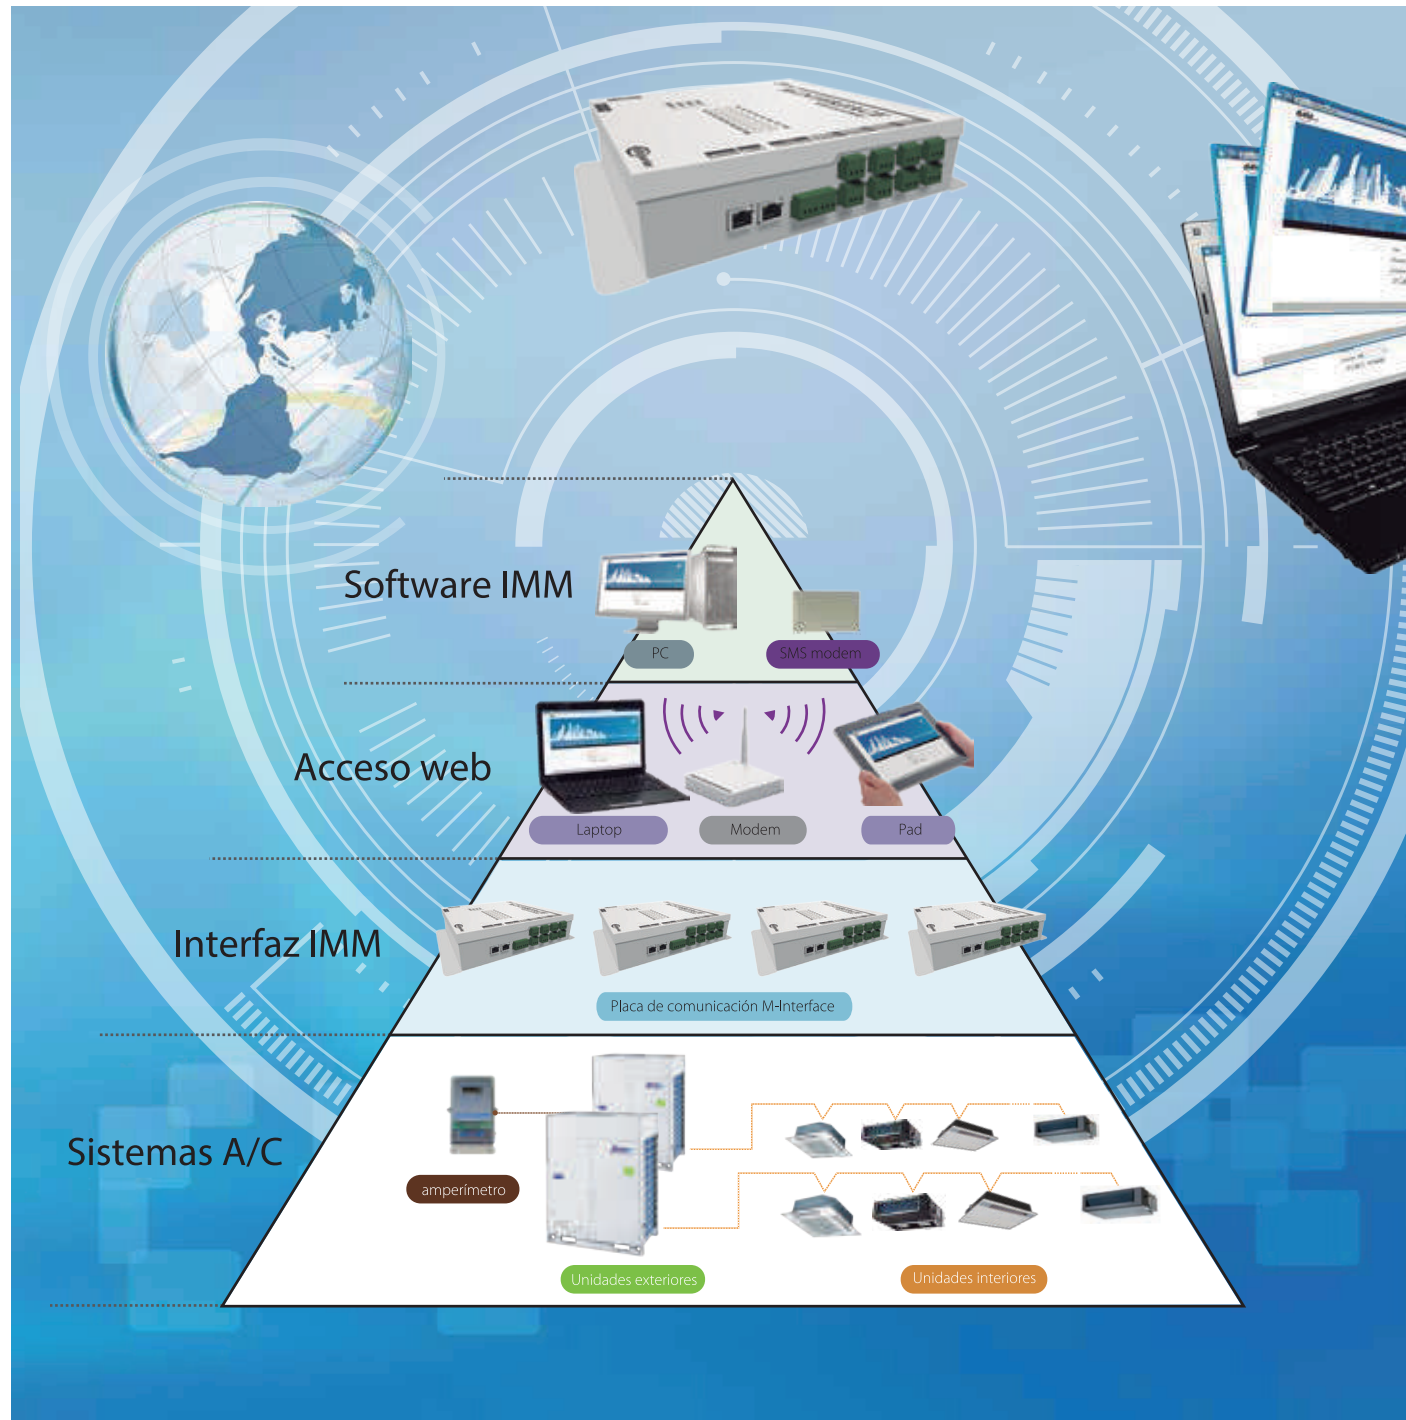 Software IMM
PC
SMS modem
Acceso web
Laptop
Modem
Pad
Interfaz IMM
Placa de comunicación M-Interface
Sistemas A/C
amperímetro
Unidades exteriores
Unidades interiores